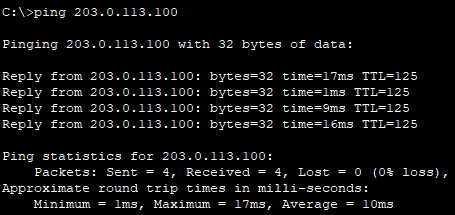 C:\>ping 203.0.113.100
Pinging 203.0.113.100 with 32 bytes of data:
Reply from 203.0.113.100: bytes=32 time=17ms TTL=125
Reply from 203.0.113.100: bytes=32 time=1ms TTL=125
Reply from 203.0.113.100: bytes=32 time=9ms TTL=125
Reply from 203.0.113.100: bytes=32 time=16ms TTL=125
Ping statistics for 203.0.113.100:
    Packets: Sent = 4, Received = 4, Lost = 0 (0% loss),
Approximate round trip times in milli-seconds:
    Minimum = 1ms, Maximum = 17ms, Average = 10ms